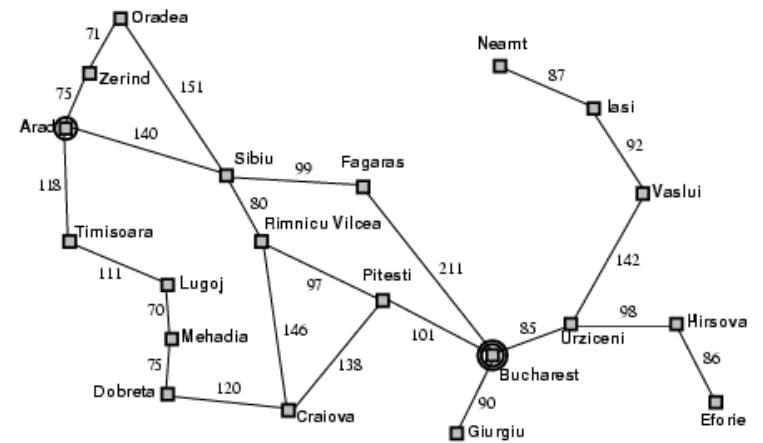 Oradea
71
Neamt
Zerind
87
151
75
Iasi
Arad
140
92
Sibiu
Fagaras
99
118
Vaslui
80
Timisoara
Rimnicu Vilcea
111
Lugoj
Pitesti
211
142
97
70
98
Hirsova
146
101
85
Mehadia
Urziceni
75
138
86
Bucharest
Dobreta
120
90
Craiova
Eforie
Giurgiu